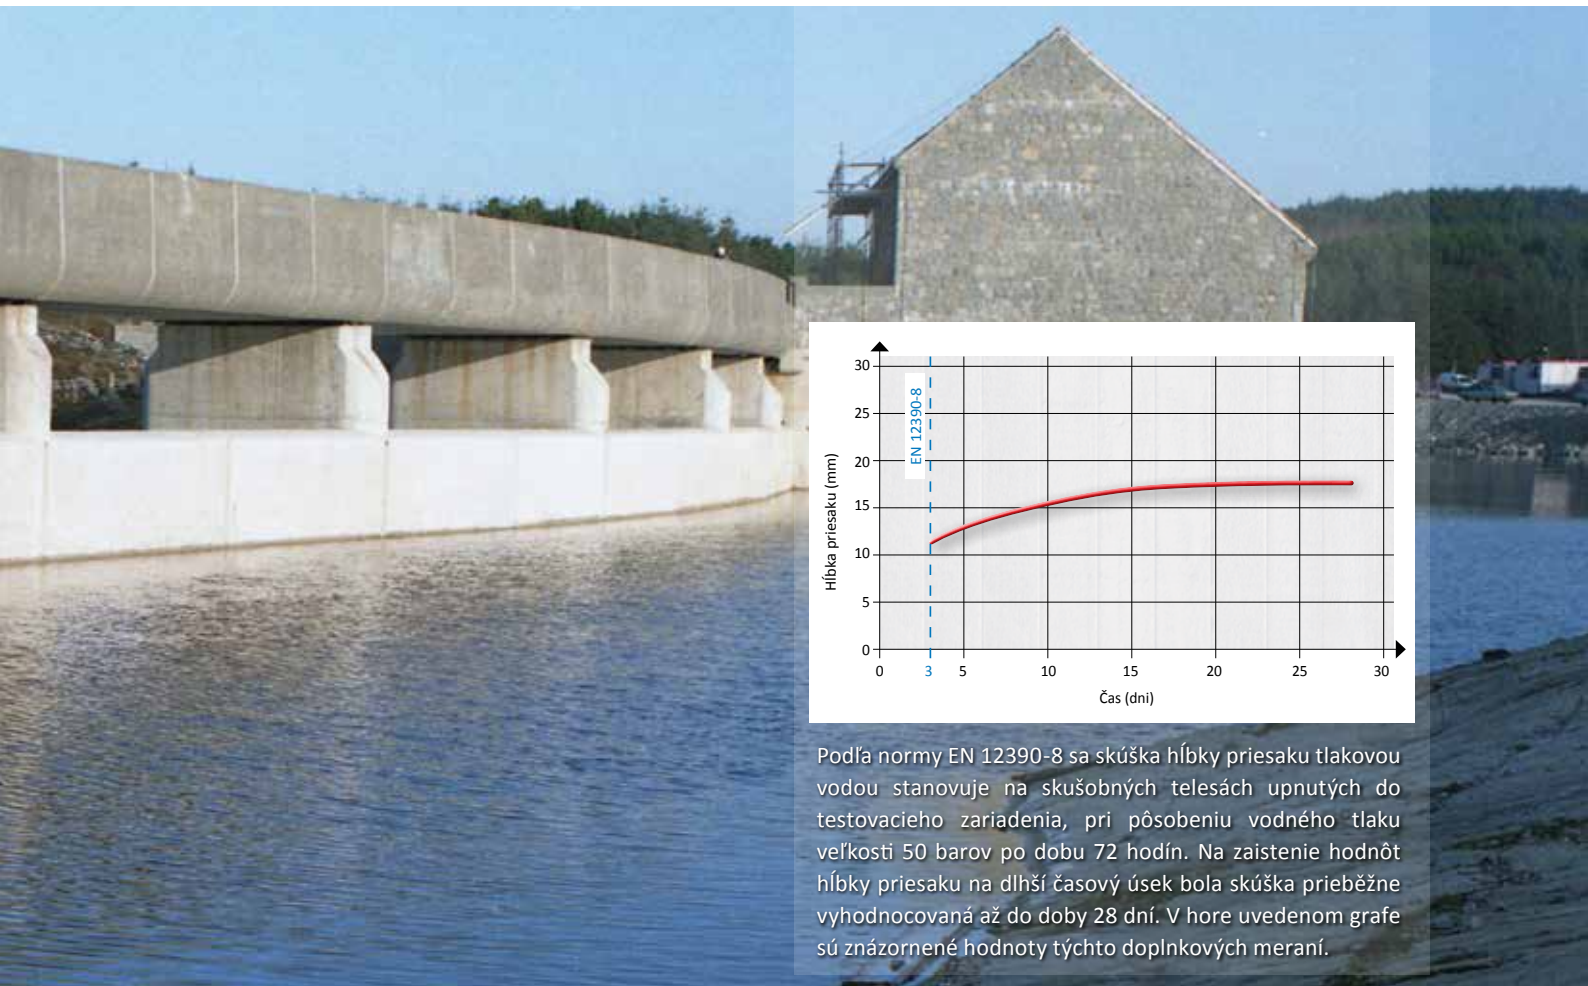 30
25
20
15
10
5
0
Hĺbka priesaku (mm)
EN 12390-8
0 3 5 10 15 20 25 30
Čas (dni)
Podľa normy EN 12390-8 sa skúška hĺbky priesaku tlakovou
vodou stanovuje na skušobných telesách upnutých do
testovacieho zariadenia, pri pôsobeniu vodného tlaku
veľkosti 50 barov po dobu 72 hodín. Na zaistenie hodnôt
hĺbky priesaku na dlhší časový úsek bola skúška prieběžne
vyhodnocovaná až do doby 28 dní. V hore uvedenom grafe
sú znázornené hodnoty týchto doplnkových meraní.